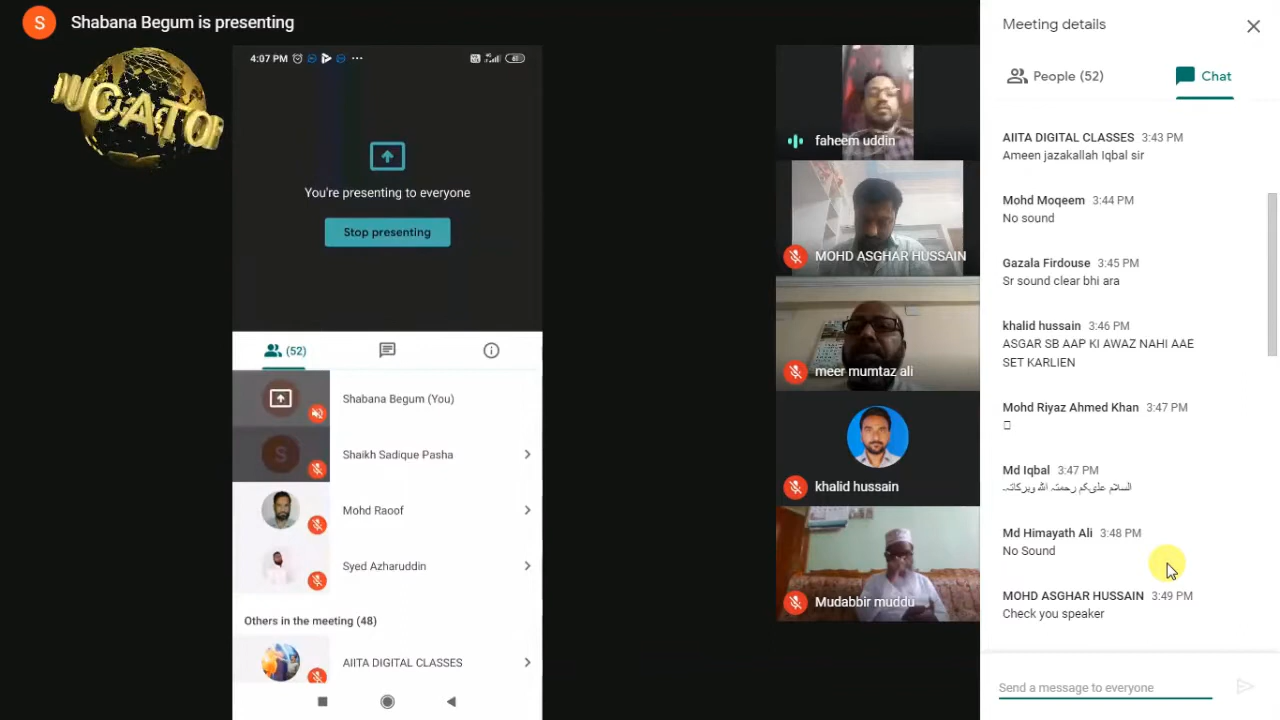 S
Shabana Begum is presenting
UCATOR
4:07 PM
You're presenting to everyone
Stop presenting
(52)
Shabana Begum (You)
S
Shaikh Sadique Pasha
Mohd Raoof
Syed Azharuddin
Others in the meeting (48)
AIITA DIGITAL CLASSES
faheem uddin
MOHD ASGHAR HUSSAIN
meer mumtaz ali
khalid hussain
Mudabbir muddu
Meeting details
People (52)
Chat
AIITA DIGITAL CLASSES 3:43 PM
Ameen jazakallah Iqbal sir
Mohd Moqeem 3:44 PM
No sound
Gazala Firdouse 3:45 PM
Sr sound clear bhi ara
khalid hussain 3:46 PM
ASGAR SB AAP KI AWAZ NAHI AAE
SET KARLIEN
Mohd Riyaz Ahmed Khan 3:47 PM
Md Iqbal 3:47 PM
السلام علیکم رحمتہ اللہ وبرکاتہ
Md Himayath Ali 3:48 PM
No Sound
MOHD ASGHAR HUSSAIN 3:49 PM
Check you speaker
Send a message to everyone